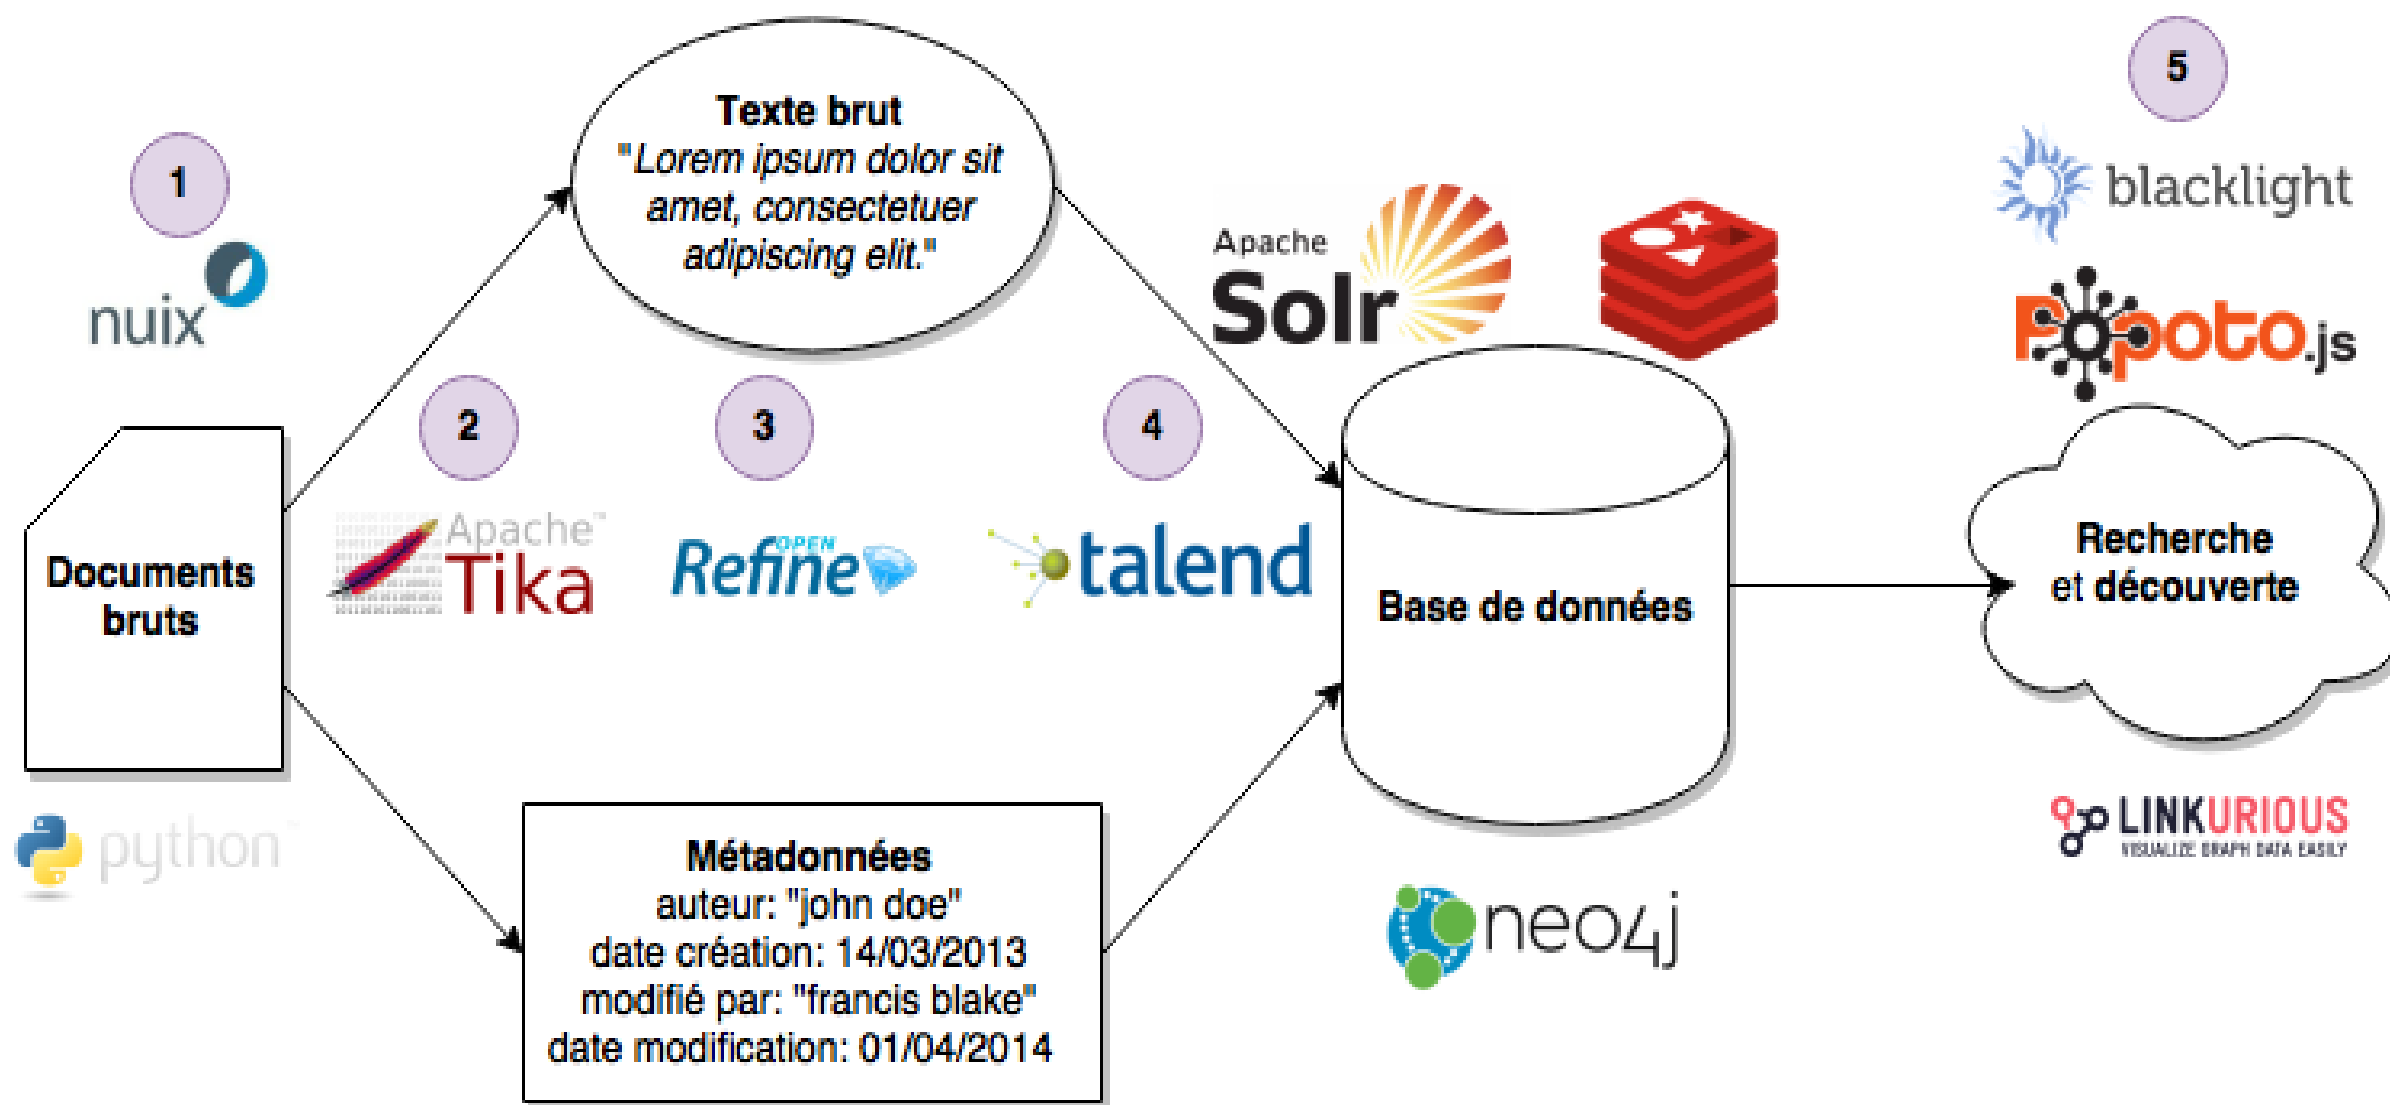 1
nuix
Documents
bruts
python
Texte brut
"Lorem ipsum dolor sit
amet, consectetuer
adipiscing elit."
2
Apache™
Tika
3
OPEN
Refine
4
talend
Métadonnées
auteur: "john doe"
date création: 14/03/2013
modifié par: "francis blake"
date modification: 01/04/2014
Apache
Solr
Base de données
neo4j
5
blacklight
Popoto.js
Recherche
et découverte
LINKURIOUS
VISUALIZE GRAPH DATA EASILY